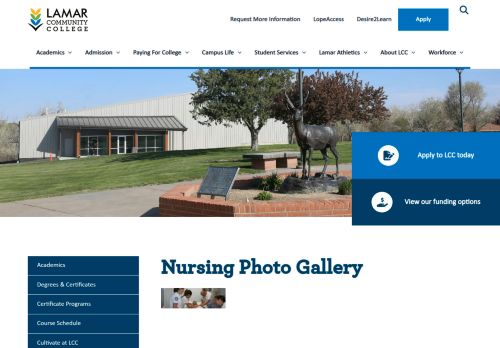 LAMAR
COMMUNITY
COLLEGE
Request More Information
LopeAccess
Desire2Learn
Apply
Academics
Admission
Paying For College
Campus Life
Student Services
Lamar Athletics
About LCC
Workforce
Apply to LCC today
View our funding options
Academics
Degrees & Certificates
Certificate Programs
Course Schedule
Cultivate at LCC
Nursing Photo Gallery